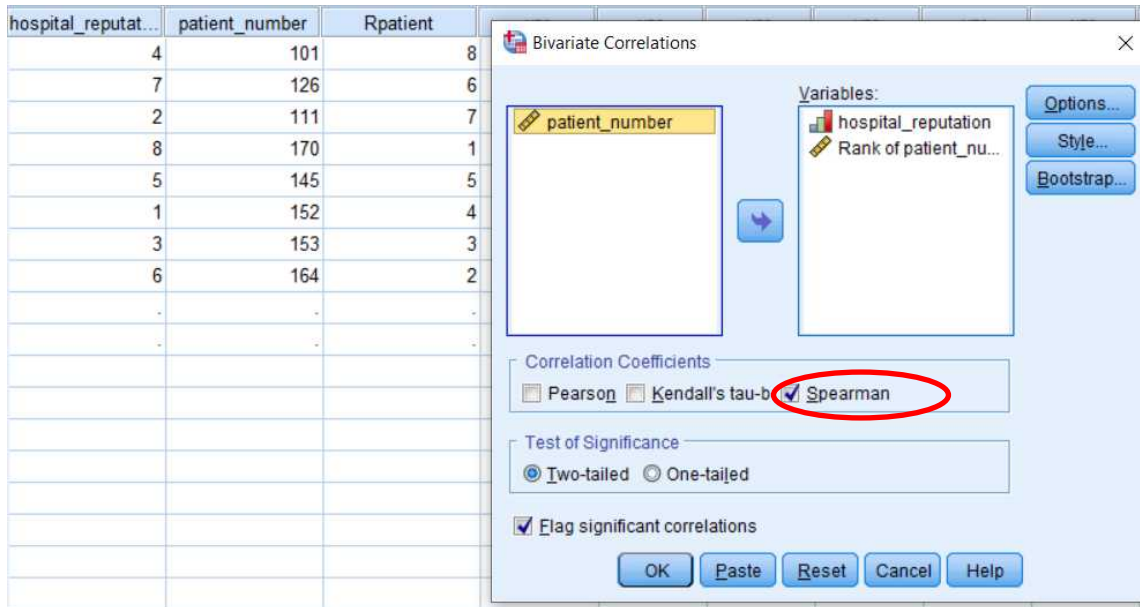 hospital_reputat... patient_number Rpatient
4 101 8
7 126 6
2 111 7
8 170 1
5 145 5
1 152 4
3 153 3
6 164 2
. . .
. . .
Bivariate Correlations
patient_number
Variables:
hospital_reputation
Rank of patient_nu...
Options...
Style...
Bootstrap...
Correlation Coefficients
Pearson Kendall's tau-b Spearman
Test of Significance
Two-tailed One-tailed
Flag significant correlations
OK Paste Reset Cancel Help